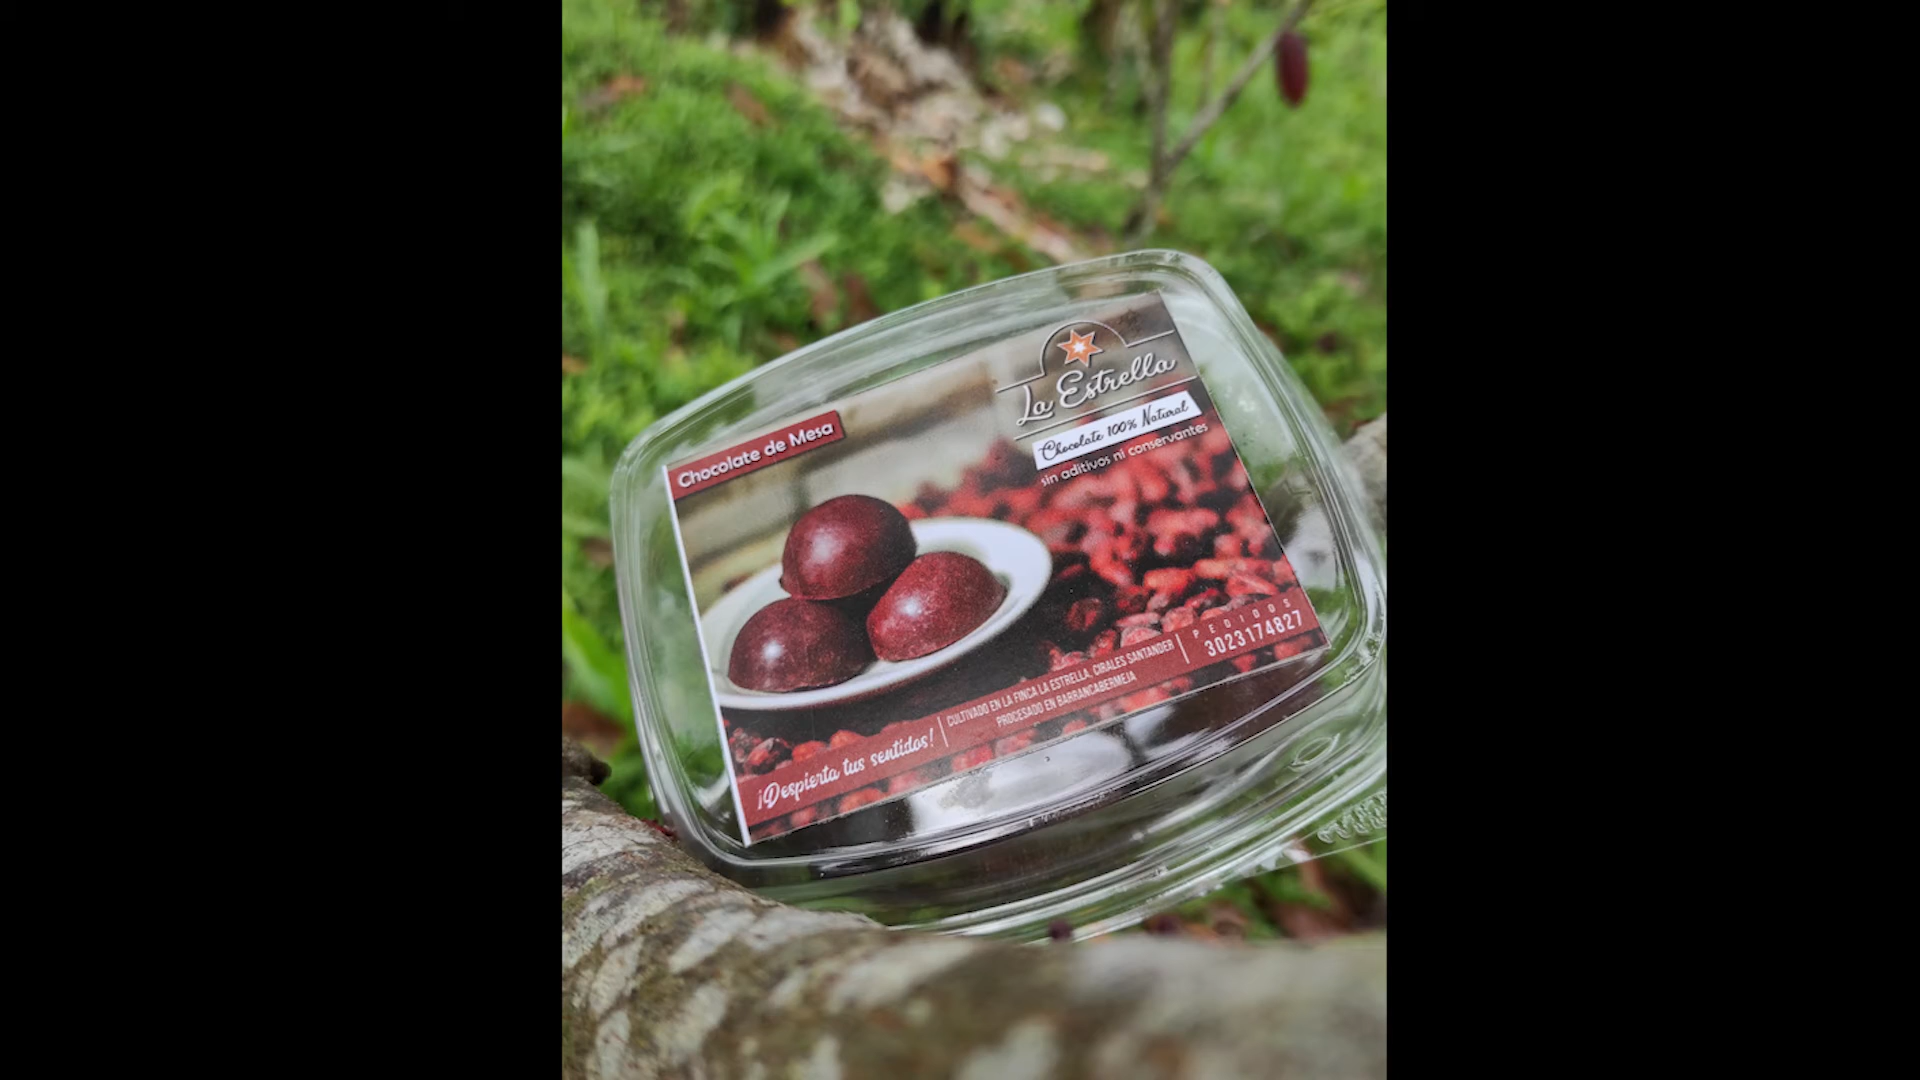 La Estrella
Chocolate 100% Natural
sin aditivos ni conservantes
Chocolate de Mesa
¡Despierta tus sentidos!
CULTIVADO EN LA FINCA LA ESTRELLA, CIRALES SANTANDER
PROCESADO EN BARRANCABERMEJA
PEDIDOS
3023174827